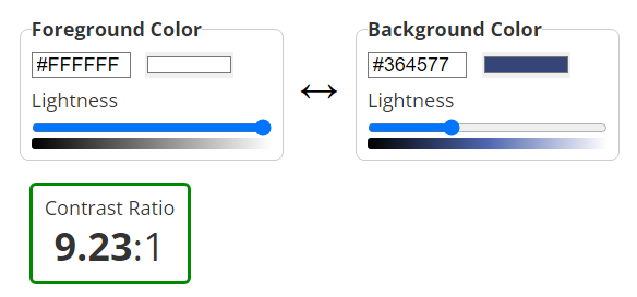 Foreground Color
#FFFFFF
Lightness
Background Color
#364577
Lightness
Contrast Ratio
9.23:1